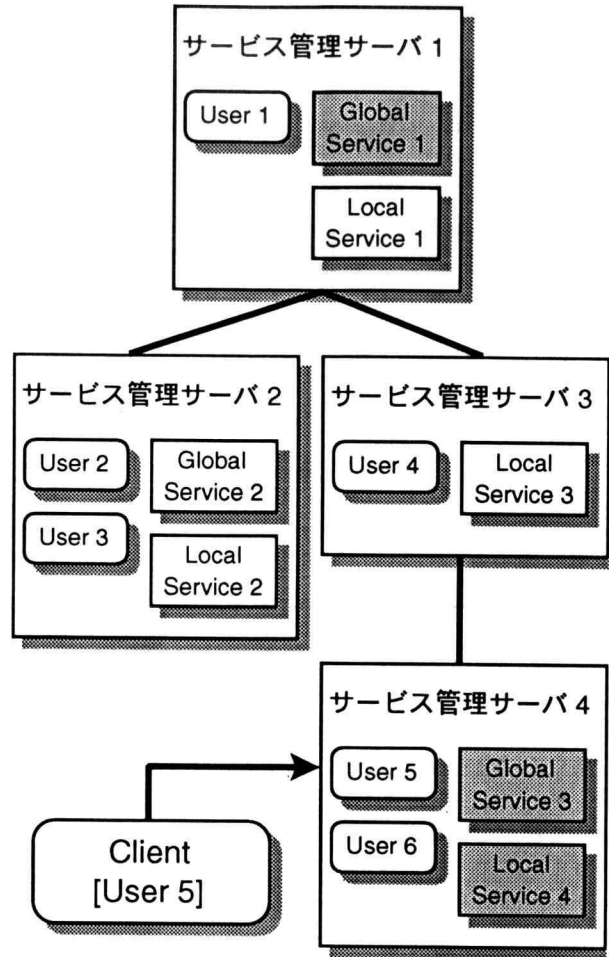 サービス管理サーバ 1
User 1
Global
Service 1
Local
Service 1
サービス管理サーバ 2
User 2
Global
Service 2
User 3
Local
Service 2
サービス管理サーバ 3
User 4
Local
Service 3
サービス管理サーバ 4
User 5
Global
Service 3
User 6
Local
Service 4
Client
[User 5]